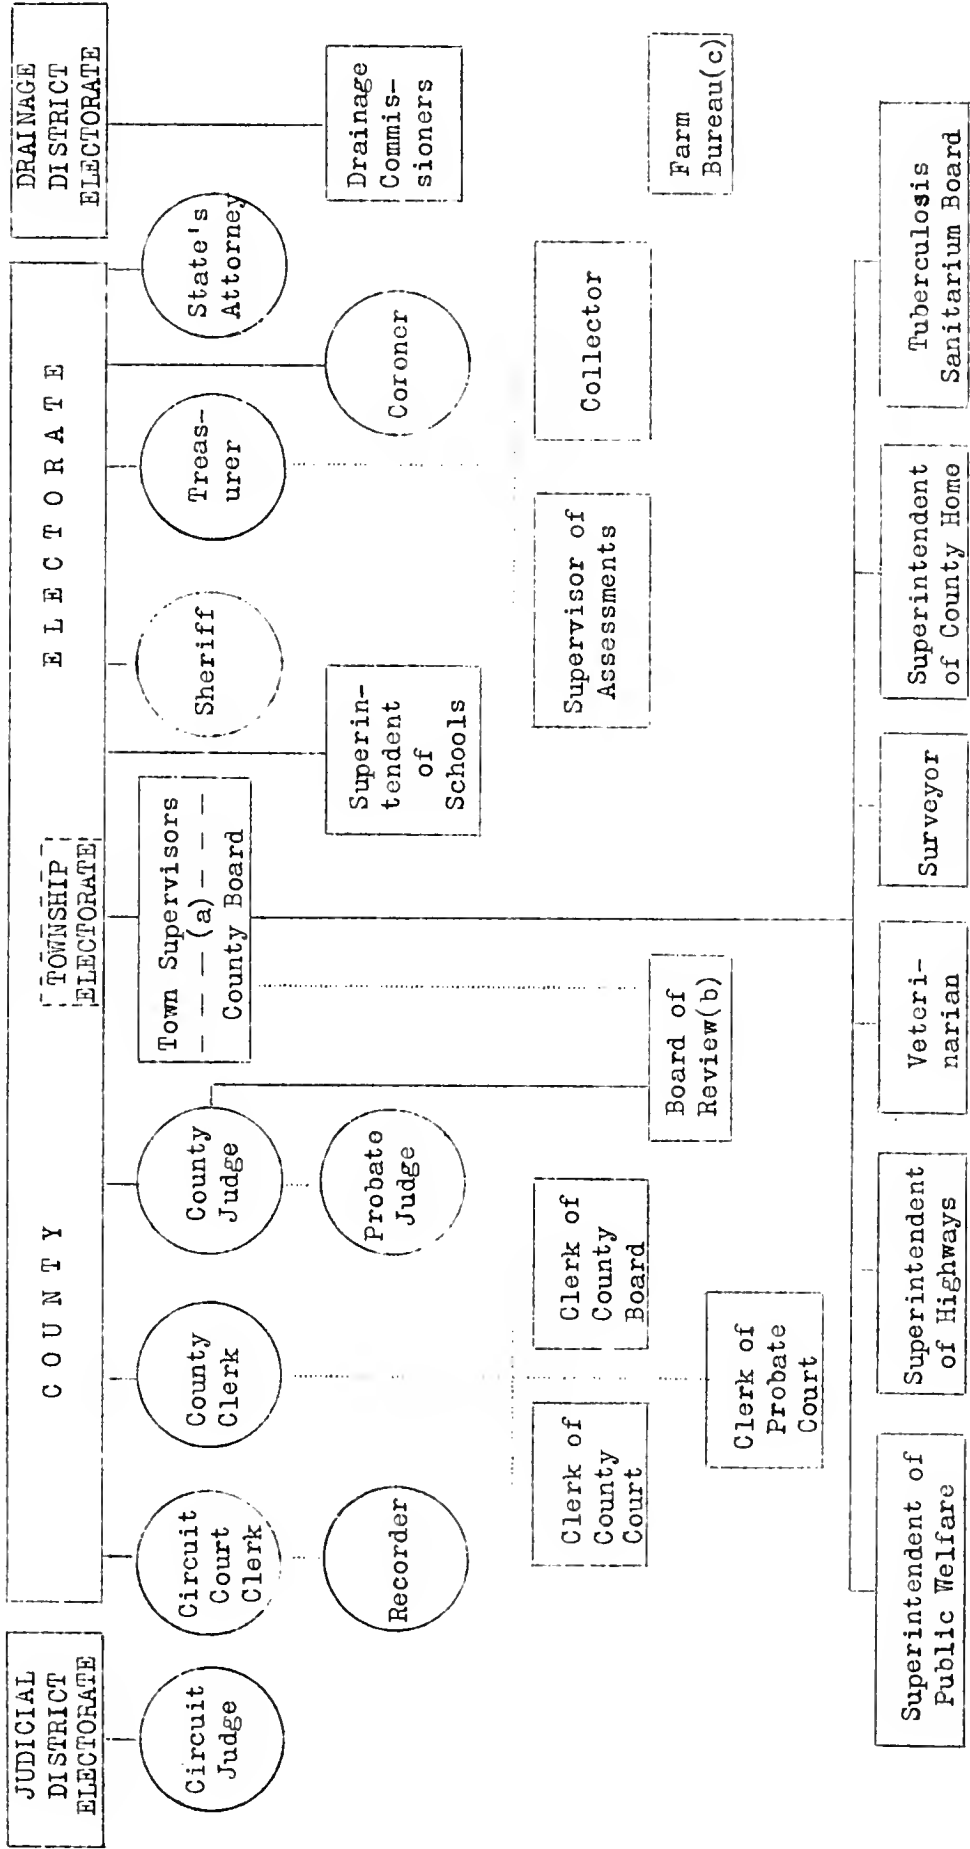 JUDICIAL
DISTRICT
ELECTORATE
COUNTY
ELECTORATE
TOWNSHIP
ELECTORATE
DRAINAGE
DISTRICT
ELECTORATE
Circuit
Judge
Circuit
Court
Clerk
County
Clerk
County
Judge
Town Supervisors
(a)
County Board
Sheriff
Treas-
urer
State's
Attorney
Recorder
Probate
Judge
Superin-
tendent
of
Schools
Coroner
Drainage
Commis-
sioners
Clerk of
County
Court
Clerk of
County
Board
Supervisor of
Assessments
Collector
Clerk of
Probate
Court
Board of
Review(b)
Farm
Bureau(c)
Superintendent of
Public Welfare
Superintendent
of Highways
Veteri-
narian
Surveyor
Superintendent
of County Home
Tuberculosis
Sanitarium Board